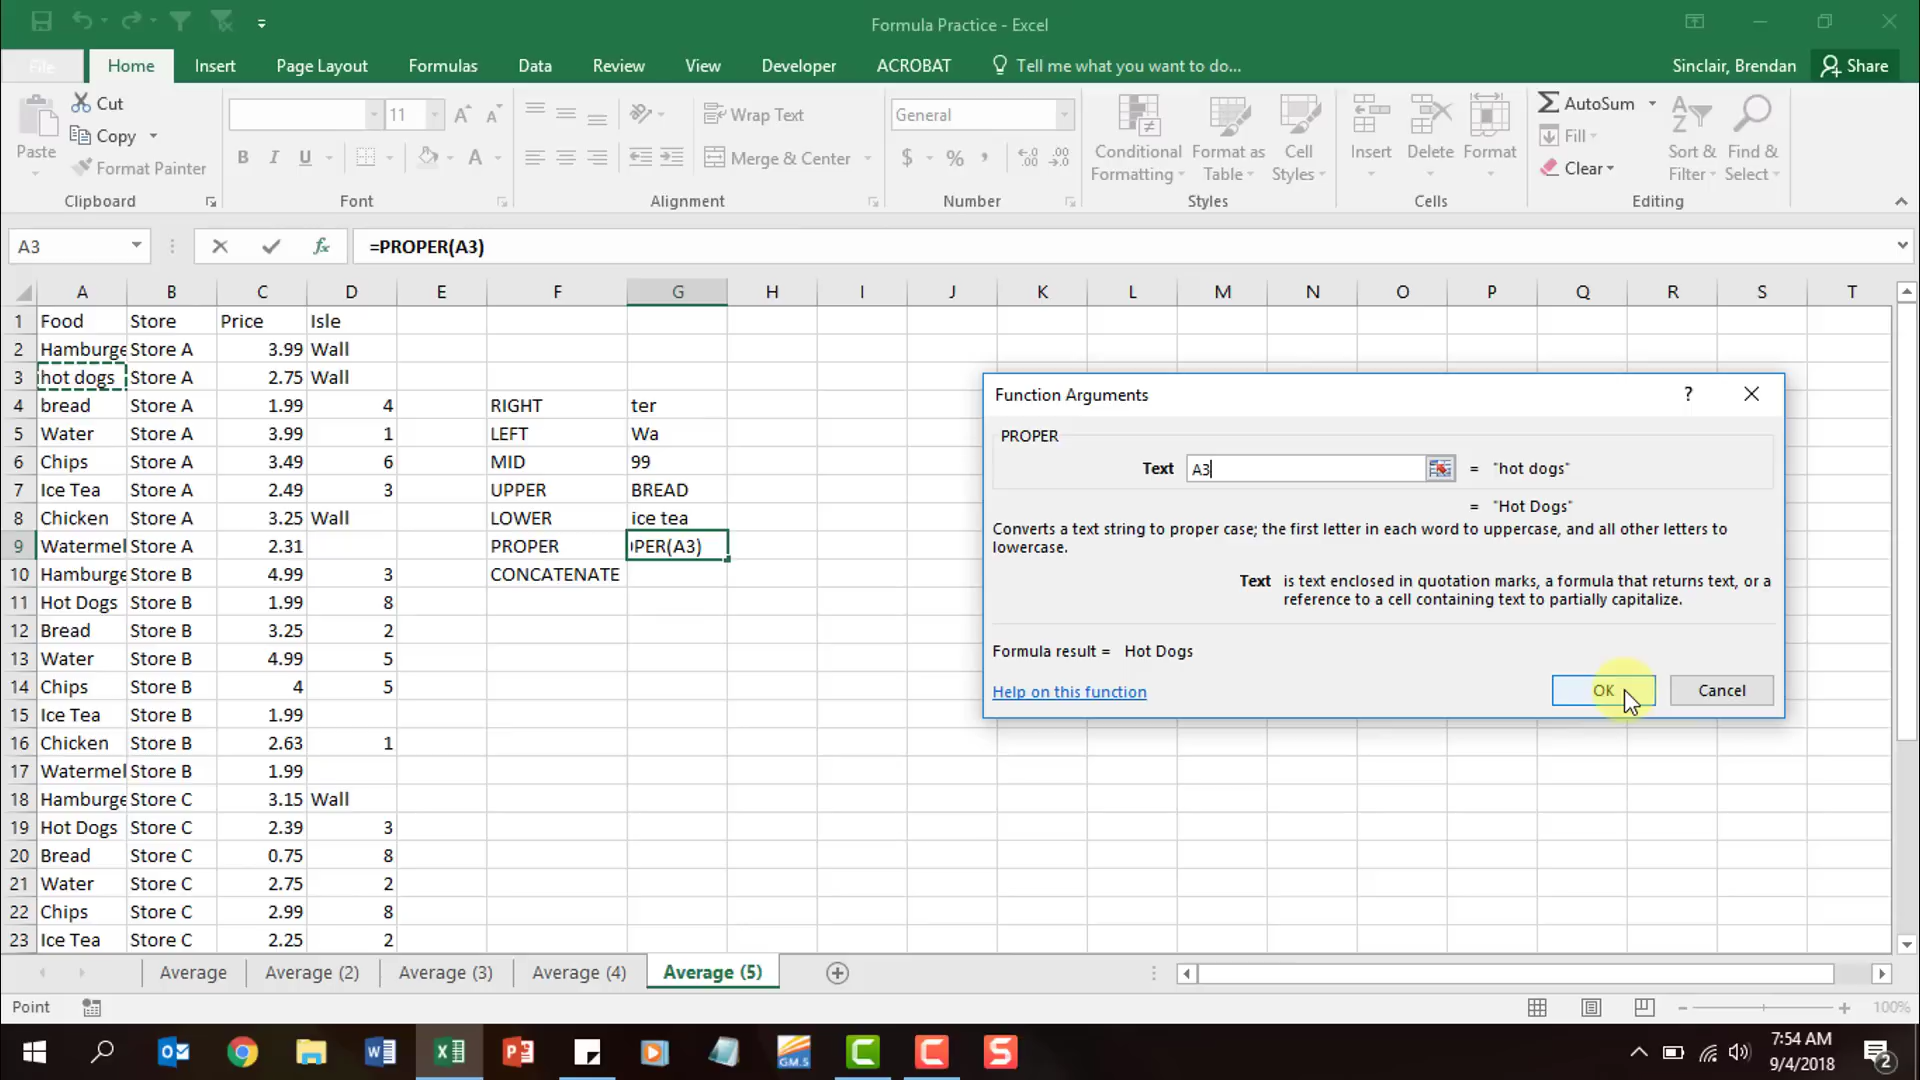 Formula Practice - Excel
File Home Insert Page Layout Formulas Data Review View Developer ACROBAT Tell me what you want to do... Sinclair, Brendan Share
Cut
Copy
Format Painter
Paste
11
B I U A
Wrap Text
Merge & Center
General
$ % ,
Conditional Formatting
Format as Table
Cell Styles
Insert Delete Format
AutoSum
Fill
Clear
Sort & Filter
Find & Select
Clipboard Font Alignment Number Styles Cells Editing
A3 fx =PROPER(A3)
A B C D E F G H I J K L M N O P Q R S T
1 Food Store Price Isle
2 Hamburge Store A 3.99 Wall
3 hot dogs Store A 2.75 Wall
4 bread Store A 1.99 4 RIGHT ter
5 Water Store A 3.99 1 LEFT Wa
6 Chips Store A 3.49 6 MID 99
7 Ice Tea Store A 2.49 3 UPPER BREAD
8 Chicken Store A 3.25 Wall LOWER ice tea
9 Watermel Store A 2.31 PROPER PER(A3)
10 Hamburge Store B 4.99 3 CONCATENATE
11 Hot Dogs Store B 1.99 8
12 Bread Store B 3.25 2
13 Water Store B 4.99 5
14 Chips Store B 4 5
15 Ice Tea Store B 1.99
16 Chicken Store B 2.63 1
17 Watermel Store B 1.99
18 Hamburge Store C 3.15 Wall
19 Hot Dogs Store C 2.39 3
20 Bread Store C 0.75 8
21 Water Store C 2.75 2
22 Chips Store C 2.99 8
23 Ice Tea Store C 2.25 2
Function Arguments ?
PROPER
Text A3 = "hot dogs"
= "Hot Dogs"
Converts a text string to proper case; the first letter in each word to uppercase, and all other letters to
lowercase.
Text is text enclosed in quotation marks, a formula that returns text, or a
reference to a cell containing text to partially capitalize.
Formula result = Hot Dogs
Help on this function OK Cancel
Average Average (2) Average (3) Average (4) Average (5)
Point 100%
GM.S
7:54 AM
9/4/2018
2